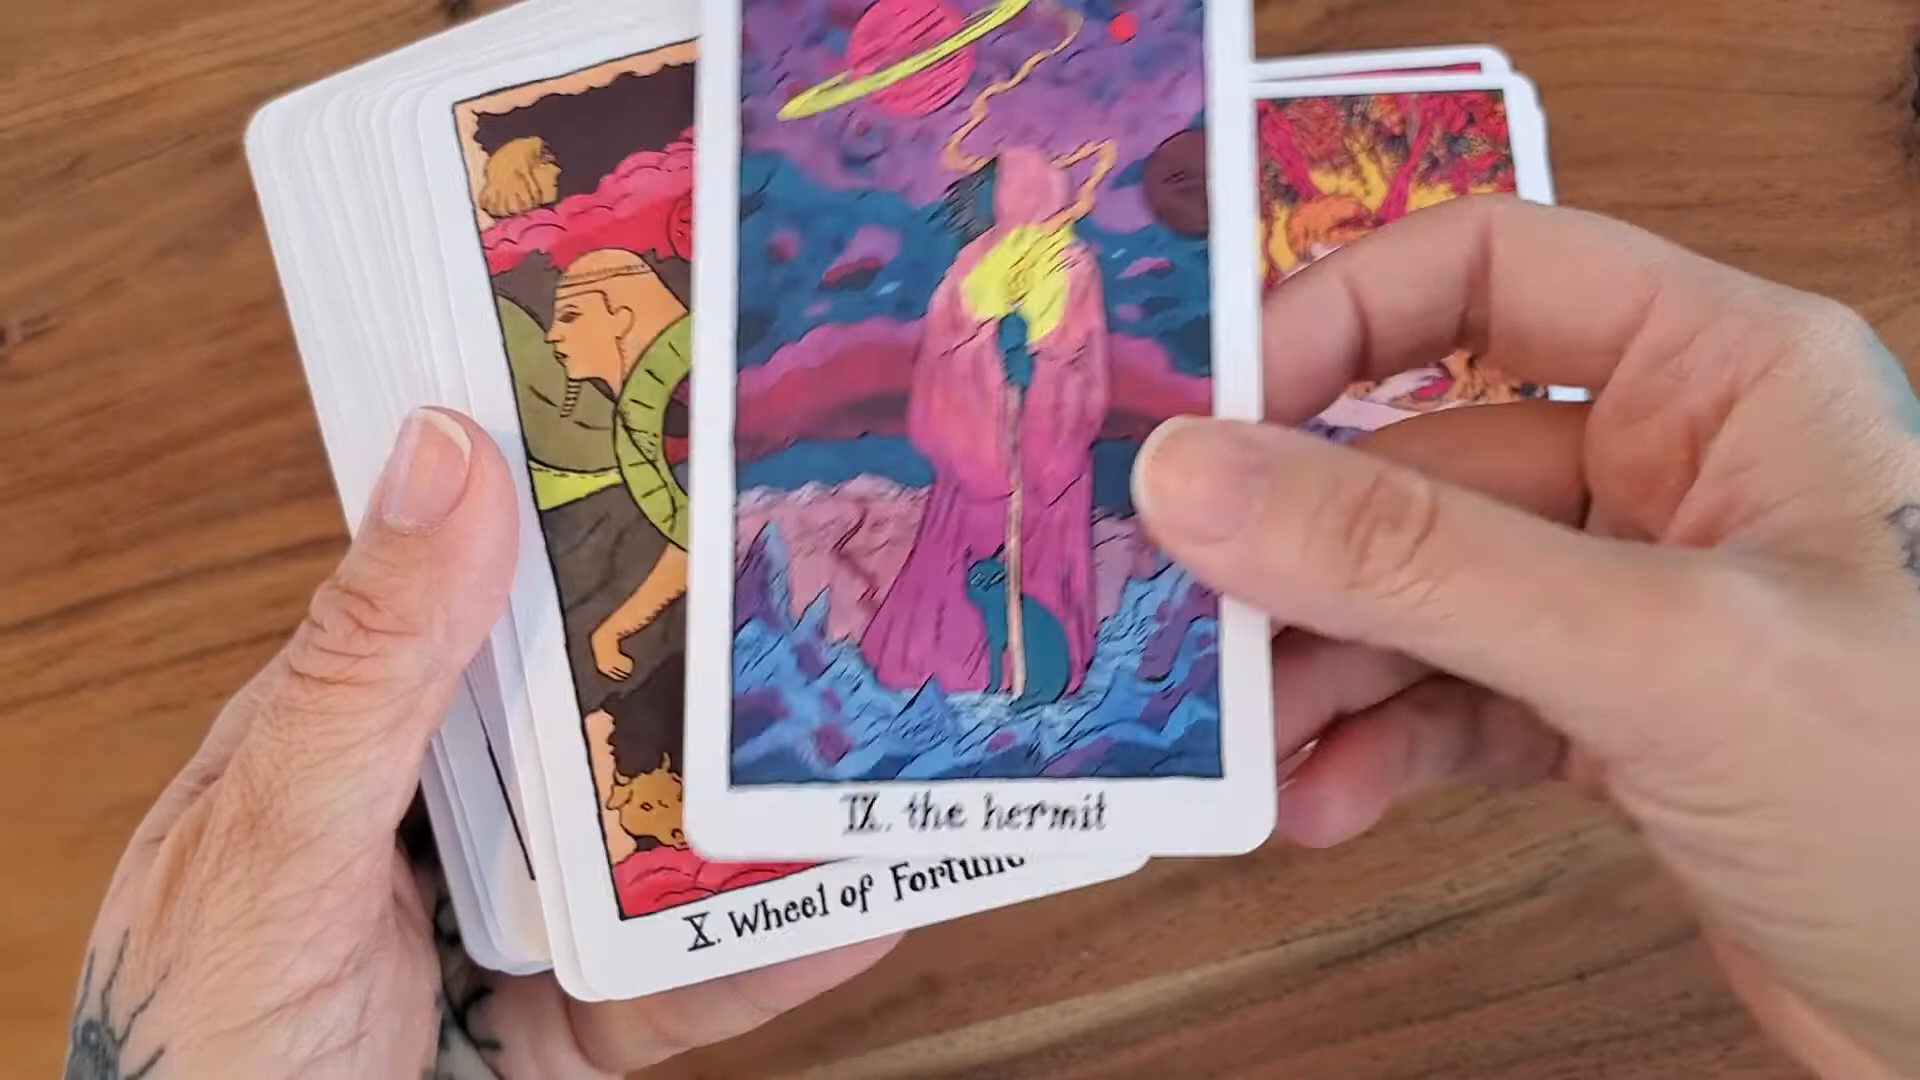 IX. the hermit
X. Wheel of Fortune